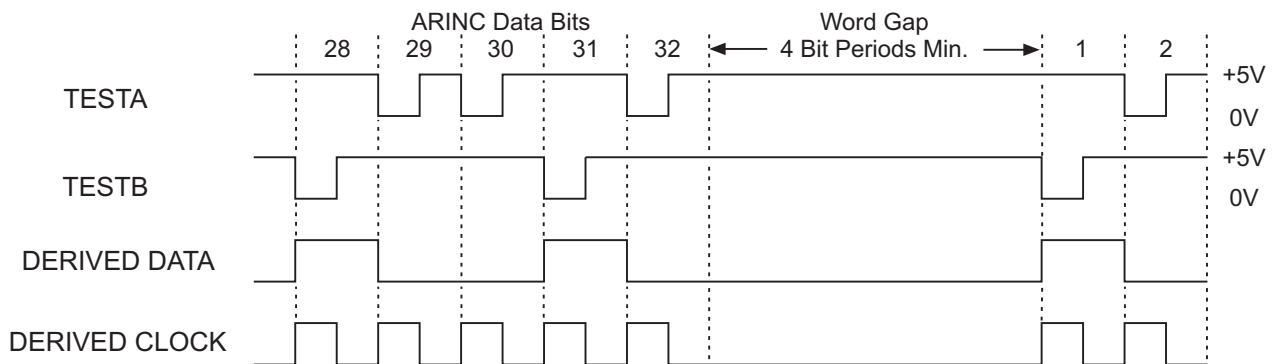 ARINC Data Bits
Word Gap
28 29 30 31 32 4 Bit Periods Min. 1 2
TESTA
+5V
0V
TESTB
+5V
0V
DERIVED DATA
DERIVED CLOCK